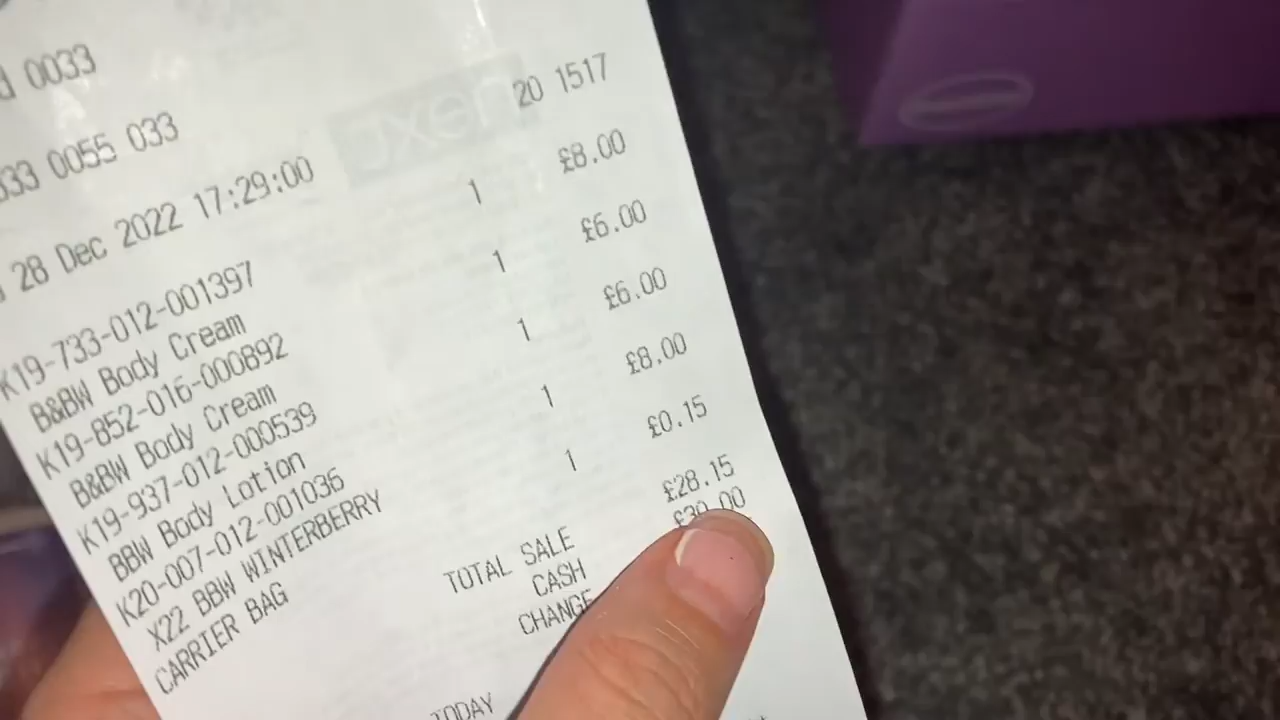 0033
33 0055 033
20 1517
28 Dec 2022 17:29:00
K19-733-012-001397 1 £8.00
B&BW Body Cream
K19-852-016-000892 1 £6.00
B&BW Body Cream
K19-937-012-000539 1 £6.00
BBW Body Lotion
K20-007-012-001036 1 £8.00
X22 BBW WINTERBERRY
CARRIER BAG 1 £0.15
TOTAL SALE £28.15
CASH £30.00
CHANGE
TODAY